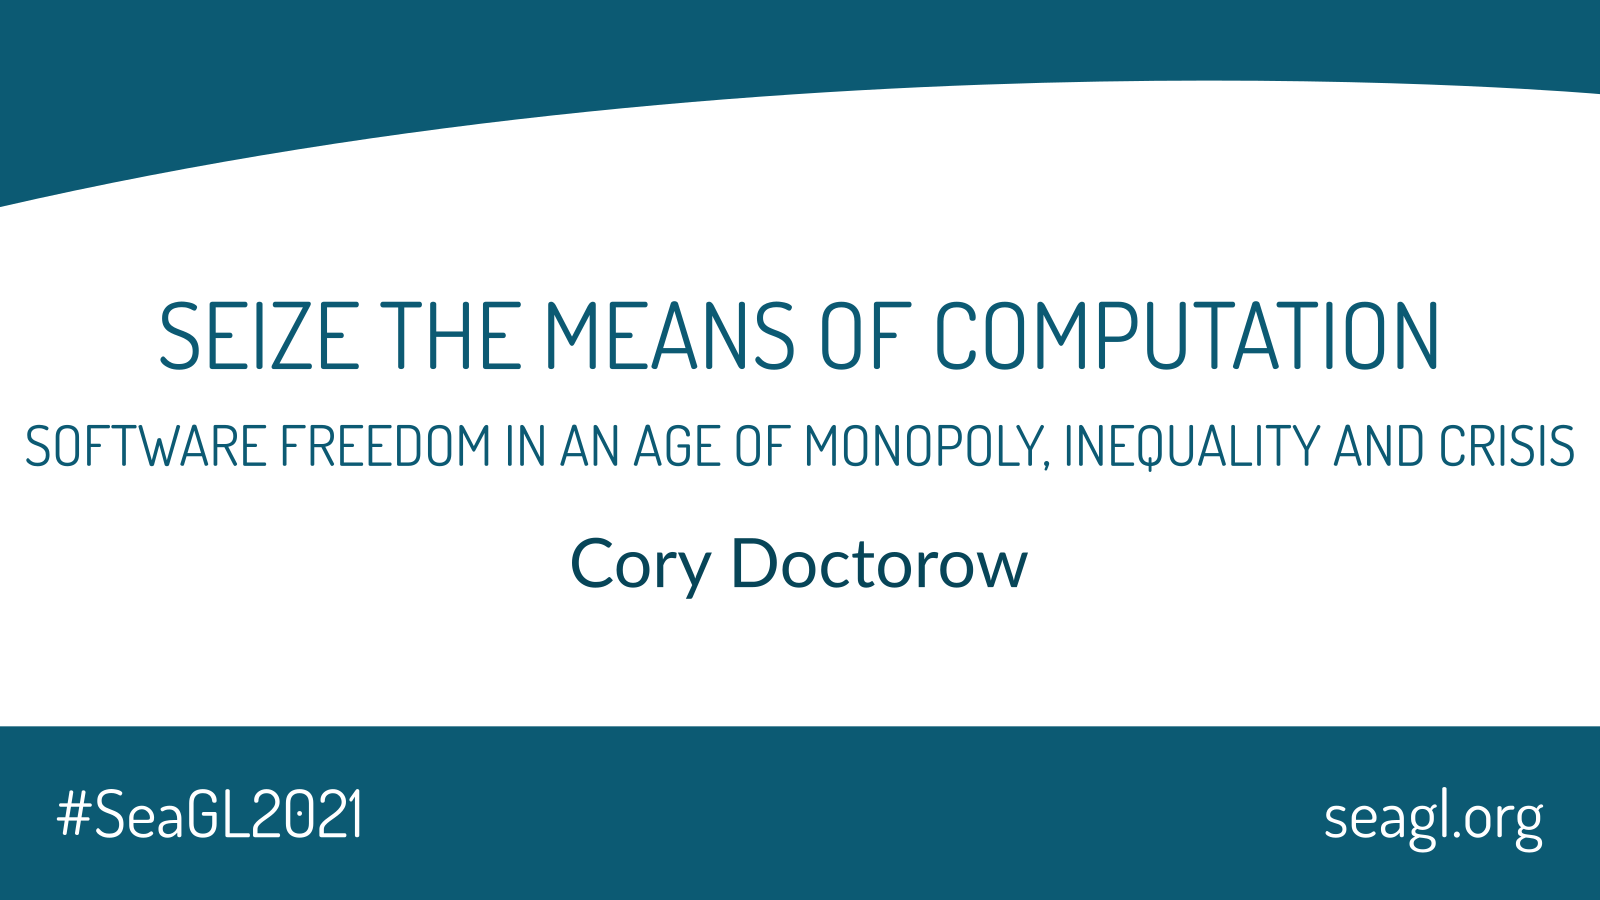 SEIZE THE MEANS OF COMPUTATION
SOFTWARE FREEDOM IN AN AGE OF MONOPOLY, INEQUALITY AND CRISIS
Cory Doctorow
#SeaGL2021
seagl.org